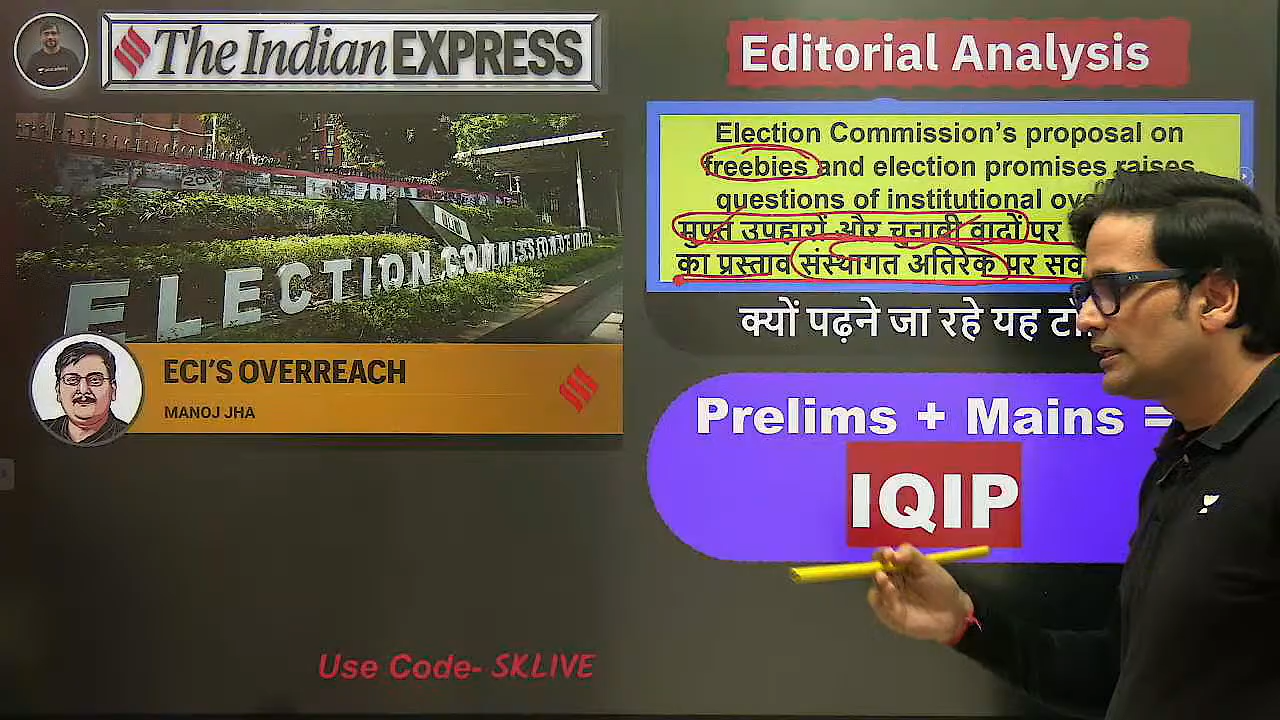 The Indian EXPRESS
Editorial Analysis
Election Commission's proposal on
freebies and election promises raises
questions of institutional
मुफ्त उपहारों और चुनावी वादों पर
का प्रस्ताव संस्थागत अतिरेक पर
क्यों पढ़ने जा रहे यह
ELECTION COMMISSION OF INDIA
ECI'S OVERREACH
MANOJ JHA
Prelims + Mains =
IQIP
Use Code- SKLIVE